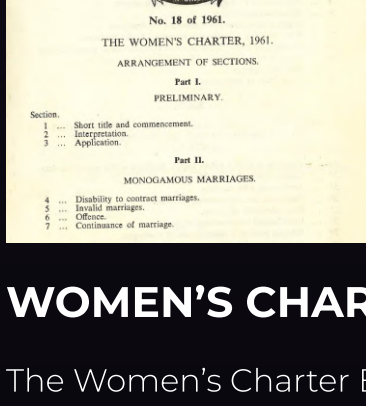 No. 18 of 1961.
THE WOMEN'S CHARTER, 1961.
ARRANGEMENT OF SECTIONS.
Part I.
PRELIMINARY.
Section.
1 ... Short title and commencement.
2 ... Interpretation.
3 ... Application.
Part II.
MONOGAMOUS MARRIAGES.
4 ... Disability to contract marriages.
5 ... Invalid marriages.
6 ... Offence.
7 ... Continuance of marriage.
WOMEN’S CHAR
The Women’s Charter